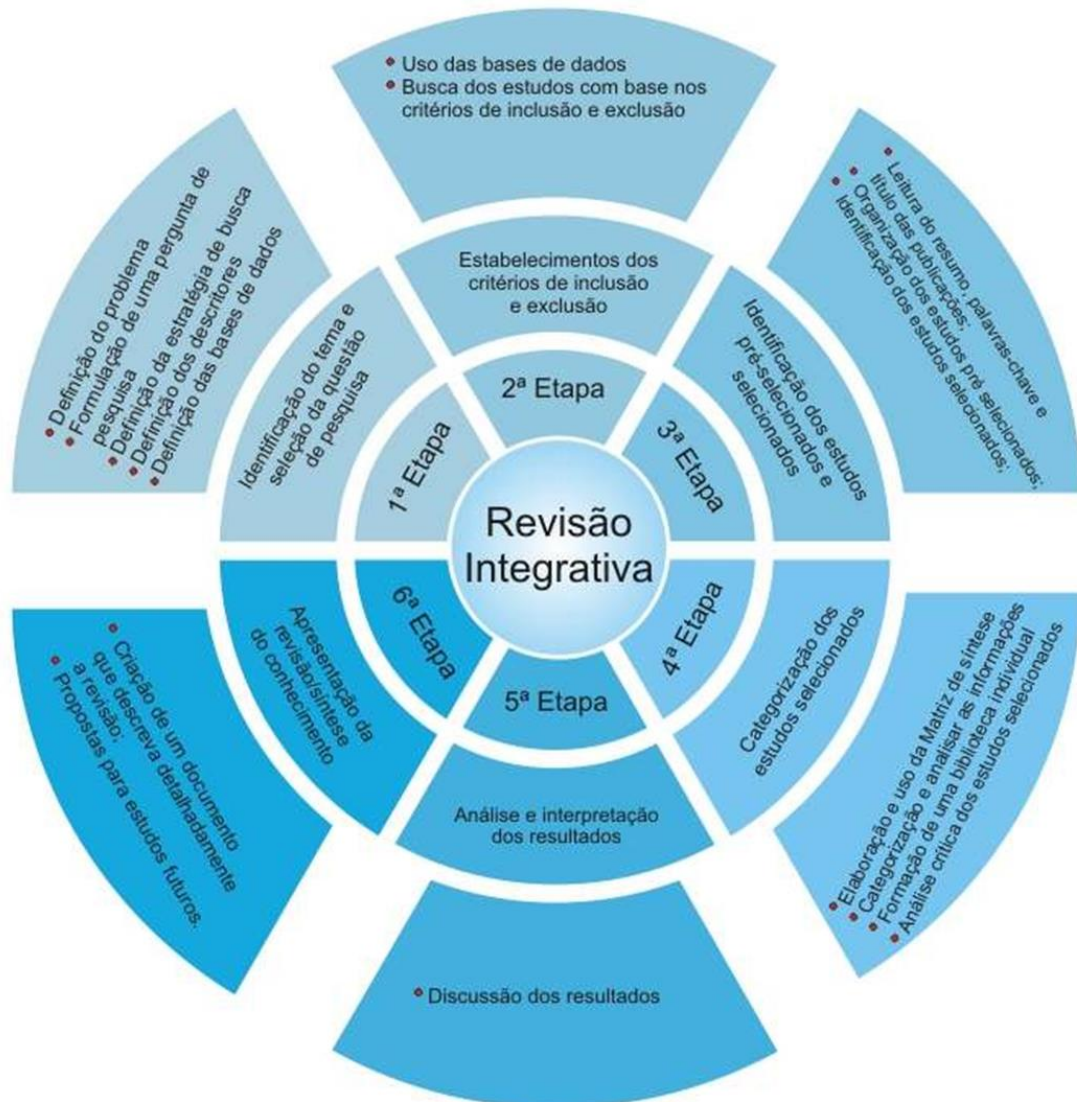 Revisão
Integrativa
1ª Etapa
Identificação do tema e
seleção da questão
de pesquisa
Definição do problema
Formulação de uma pergunta de
pesquisa
Definição da estratégia de busca
Definição dos descritores
Definição das bases de dados
2ª Etapa
Estabelecimentos dos
critérios de inclusão
e exclusão
Uso das bases de dados
Busca dos estudos com base nos
critérios de inclusão e exclusão
3ª Etapa
Identificação dos estudos
pré-selecionados e
selecionados
Leitura do resumo, palavras-chave e
título das publicações;
Organização dos estudos pré selecionados;
Identificação dos estudos selecionados;
4ª Etapa
Categorização dos
estudos selecionados
Elaboração e uso da Matriz de síntese
Categorização e analisar as informações
Formação de uma biblioteca individual
Análise crítica dos estudos selecionados
5ª Etapa
Análise e interpretação
dos resultados
Discussão dos resultados
6ª Etapa
Apresentação da
revisão/síntese
do conhecimento
Criação de um documento
que descreva detalhadamente
a revisão;
Propostas para estudos futuros.